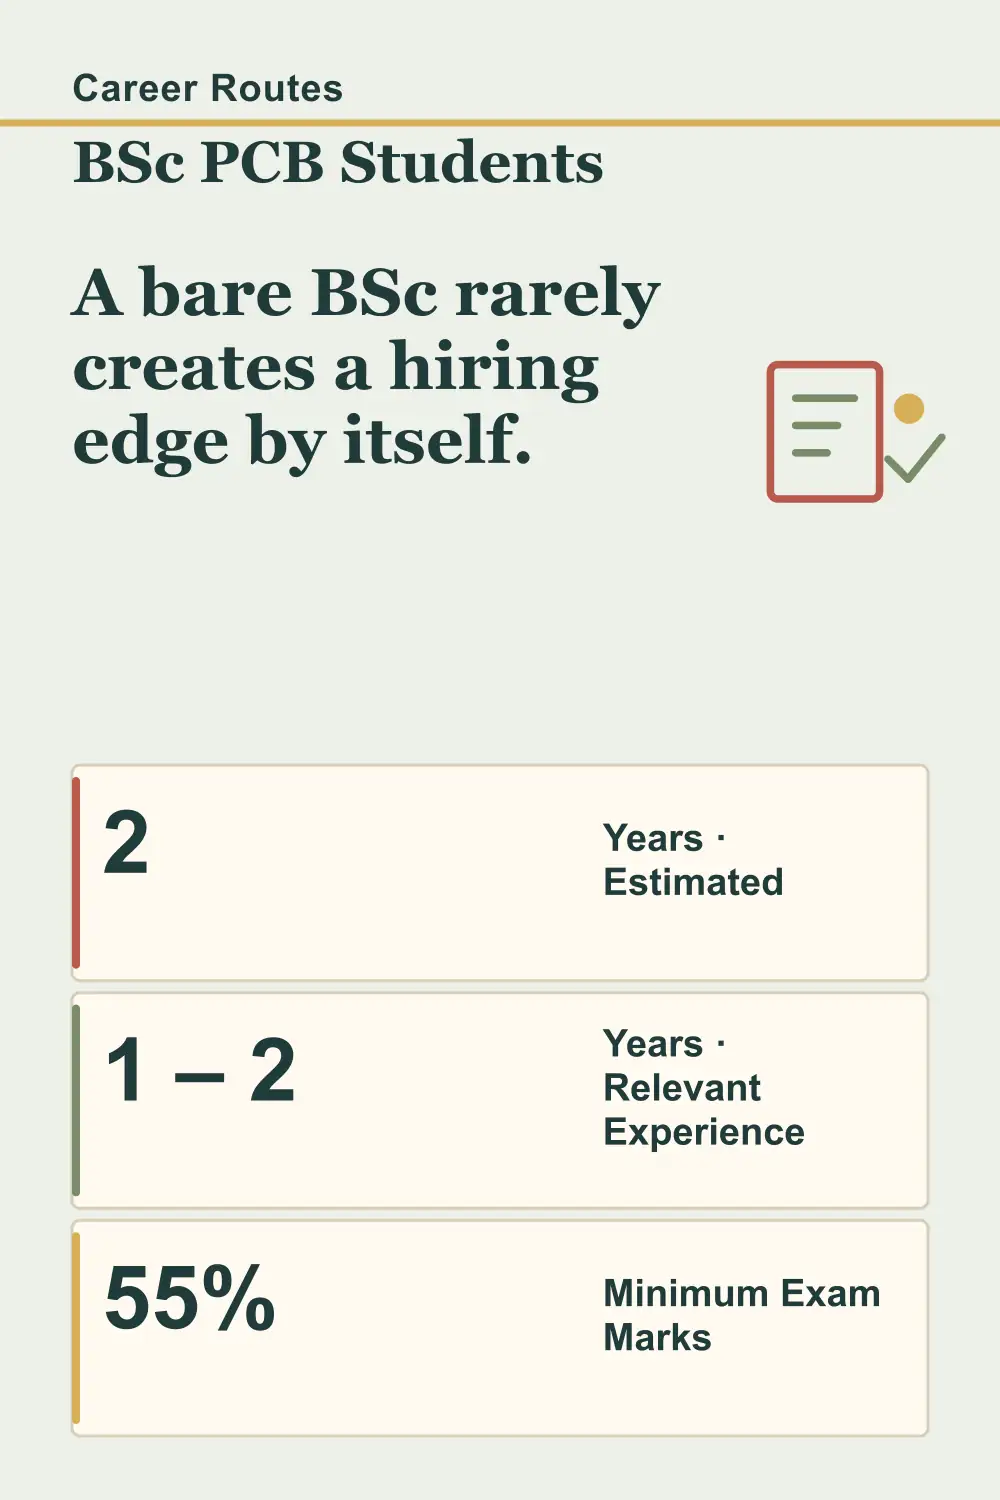 Career Routes
BSc PCB Students
A bare BSc rarely
creates a hiring
edge by itself.
2
Years ·
Estimated
1 – 2
Years ·
Relevant
Experience
55%
Minimum Exam
Marks